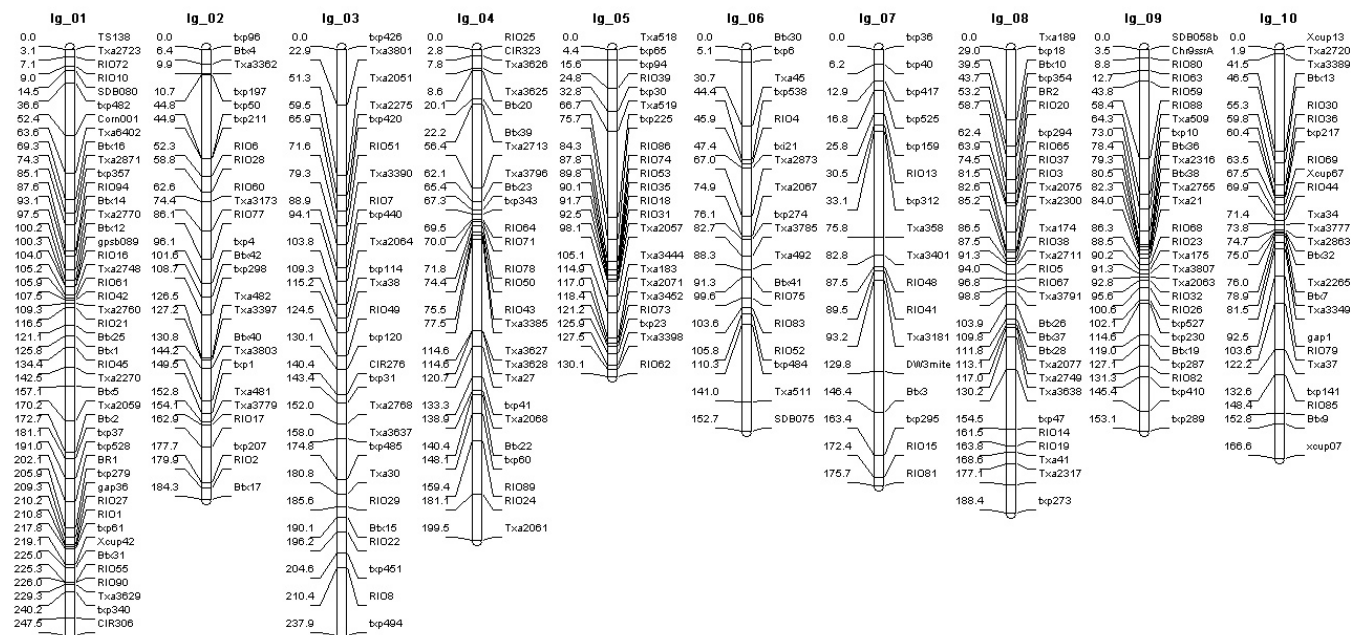 Lg_01
0.0 TS138
3.1 Txa2723
7.1 RIO72
9.0 RIO10
14.5 SDB080
36.6 txp482
52.4 Corn001
63.6 Txa6402
69.3 Btx16
74.3 Txa2871
85.1 txp357
87.6 RIO94
93.1 Btx14
97.5 Txa2770
100.2 Btx12
100.3 gpsb089
104.0 RIO16
105.2 Txa2748
105.9 RIO61
107.5 RIO42
109.3 Txa2760
116.5 RIO21
121.1 Btx25
125.8 Btx1
134.4 RIO45
142.5 Txa2270
157.1 Btx5
170.2 Txa2059
172.7 Btx2
181.1 txp37
191.0 txp528
202.1 BR1
205.9 txp279
209.3 gap36
210.2 RIO27
210.8 RIO1
217.8 txp61
219.1 Xcup42
225.0 Btx31
225.3 RIO55
226.0 RIO90
229.3 Txa3629
240.2 txp340
247.5 CIR306
Lg_02
0.0 txp96
6.4 Btx4
9.9 Txa3362
10.7 txp197
44.8 txp50
44.9 txp211
52.3 RIO6
58.8 RIO28
62.6 RIO60
74.4 Txa3173
86.1 RIO77
96.1 txp4
101.6 Btx42
108.7 txp298
126.5 Txa482
127.2 Txa3397
130.8 Btx40
144.2 Txa3803
149.5 txp1
152.8 Txa481
154.1 Txa3779
162.9 RIO17
177.7 txp207
179.9 RIO2
184.3 Btx17
Lg_03
0.0 txp426
22.9 Txa3801
51.3 Txa2051
59.5 Txa2275
65.9 txp420
71.6 RIO51
79.3 Txa3390
88.9 RIO7
94.1 txp440
103.8 Txa2064
109.3 txp114
115.2 Txa38
124.5 RIO49
130.1 txp120
140.4 CIR276
143.4 txp31
152.0 Txa2768
158.0 Txa3637
174.8 txp485
180.8 Txa30
185.6 RIO29
190.1 Btx15
196.2 RIO22
204.6 txp451
210.4 RIO8
237.9 txp494
Lg_04
0.0 RIO25
2.8 CIR323
7.8 Txa3626
8.6 Txa3625
20.1 Btx20
22.2 Btx39
56.4 Txa2713
62.1 Txa3796
65.4 Btx23
67.3 txp343
69.5 RIO64
70.0 RIO71
71.8 RIO78
74.4 RIO50
75.5 RIO43
77.5 Txa3385
114.6 Txa3627
114.6 Txa3628
120.7 Txa27
133.3 txp41
138.9 Txa2068
140.4 Btx22
148.1 txp60
159.4 RIO89
181.1 RIO24
199.5 Txa2061
Lg_05
0.0 Txa518
4.4 txp65
15.6 txp94
24.8 RIO39
32.8 txp30
66.7 Txa519
75.7 txp225
84.3 RIO86
87.8 RIO74
89.8 RIO53
90.1 RIO35
91.7 RIO18
92.5 RIO31
98.1 Txa2057
105.1 Txa3444
114.9 Txa183
117.0 Txa2071
118.4 Txa3452
121.2 RIO73
125.9 txp23
127.5 Txa3398
130.1 RIO62
Lg_06
0.0 Btx30
5.1 txp6
30.7 Txa45
44.4 txp538
45.9 RIO4
47.4 txi21
67.0 Txa2873
74.9 Txa2067
76.1 txp274
82.7 Txa3785
88.3 Txa492
91.3 Btx41
99.6 RIO75
103.6 RIO83
105.8 RIO52
110.3 txp484
141.0 Txa511
152.7 SDB075
Lg_07
0.0 txp36
6.2 txp40
12.9 txp417
16.8 txp525
25.8 txp159
30.5 RIO13
33.1 txp312
75.8 Txa358
82.8 Txa3401
87.5 RIO48
89.5 RIO41
93.2 Txa3181
129.8 DW3mite
146.4 Btx3
163.4 txp295
172.4 RIO15
175.7 RIO81
Lg_08
0.0 Txa189
29.0 txp18
39.5 Btx10
43.7 txp354
53.2 BR2
58.7 RIO20
62.4 txp294
63.9 RIO65
74.5 RIO37
81.5 RIO3
82.6 Txa2075
85.2 Txa2300
86.5 Txa174
87.5 RIO38
91.3 Txa2711
94.0 RIO5
96.8 RIO67
98.8 Txa3791
103.9 Btx26
109.8 Btx37
111.8 Btx28
113.1 Txa2077
117.0 Txa2749
130.2 Txa3638
154.5 txp47
161.5 RIO14
163.8 RIO19
168.6 Txa41
177.1 Txa2317
188.4 txp273
Lg_09
0.0 SDB058b
3.5 Chr9ssrA
8.8 RIO80
12.7 RIO63
43.8 RIO59
58.4 RIO88
64.3 Txa509
73.0 txp10
78.4 Btx36
79.3 Txa2316
80.5 Btx38
82.3 Txa2755
84.0 Txa21
86.3 RIO68
88.5 RIO23
90.2 Txa175
91.3 Txa3807
92.8 Txa2063
95.6 RIO32
100.6 RIO26
102.1 txp527
114.6 txp230
119.0 Btx19
127.1 txp287
131.3 RIO82
145.4 txp410
153.1 txp289
Lg_10
0.0 Xcup13
1.9 Txa2720
41.5 Txa3389
46.5 Btx13
55.3 RIO30
59.8 RIO36
60.4 txp217
63.5 RIO69
67.5 Xcup67
69.9 RIO44
71.4 Txa34
73.8 Txa3777
74.7 Txa2863
75.0 Btx32
76.0 Txa2265
78.9 Btx7
81.5 Txa3349
92.5 gap1
103.6 RIO79
122.2 Txa37
132.6 txp141
148.4 RIO85
152.8 Btx9
166.6 xcup07